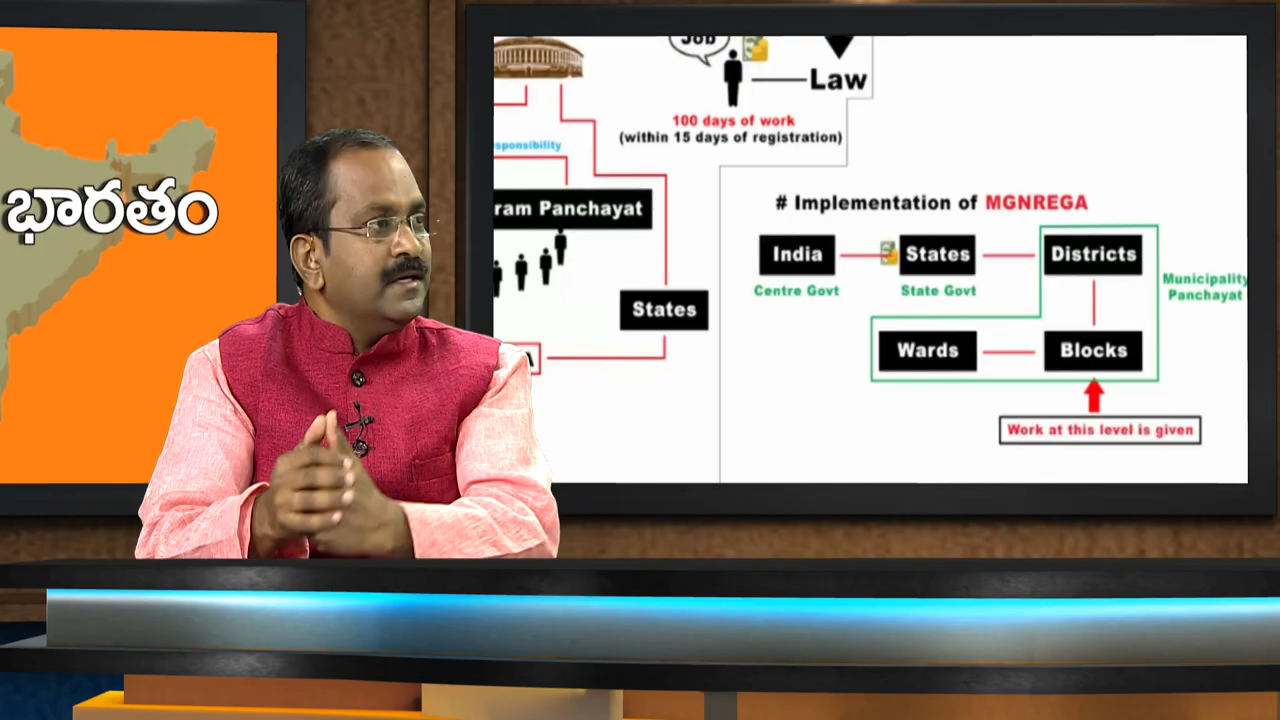 భారతం
Job
Law
100 days of work
(within 15 days of registration)
sponsibility
ram Panchayat
States
# Implementation of MGNREGA
India
States
Districts
Centre Govt
State Govt
Municipality
Panchayat
Wards
Blocks
Work at this level is given